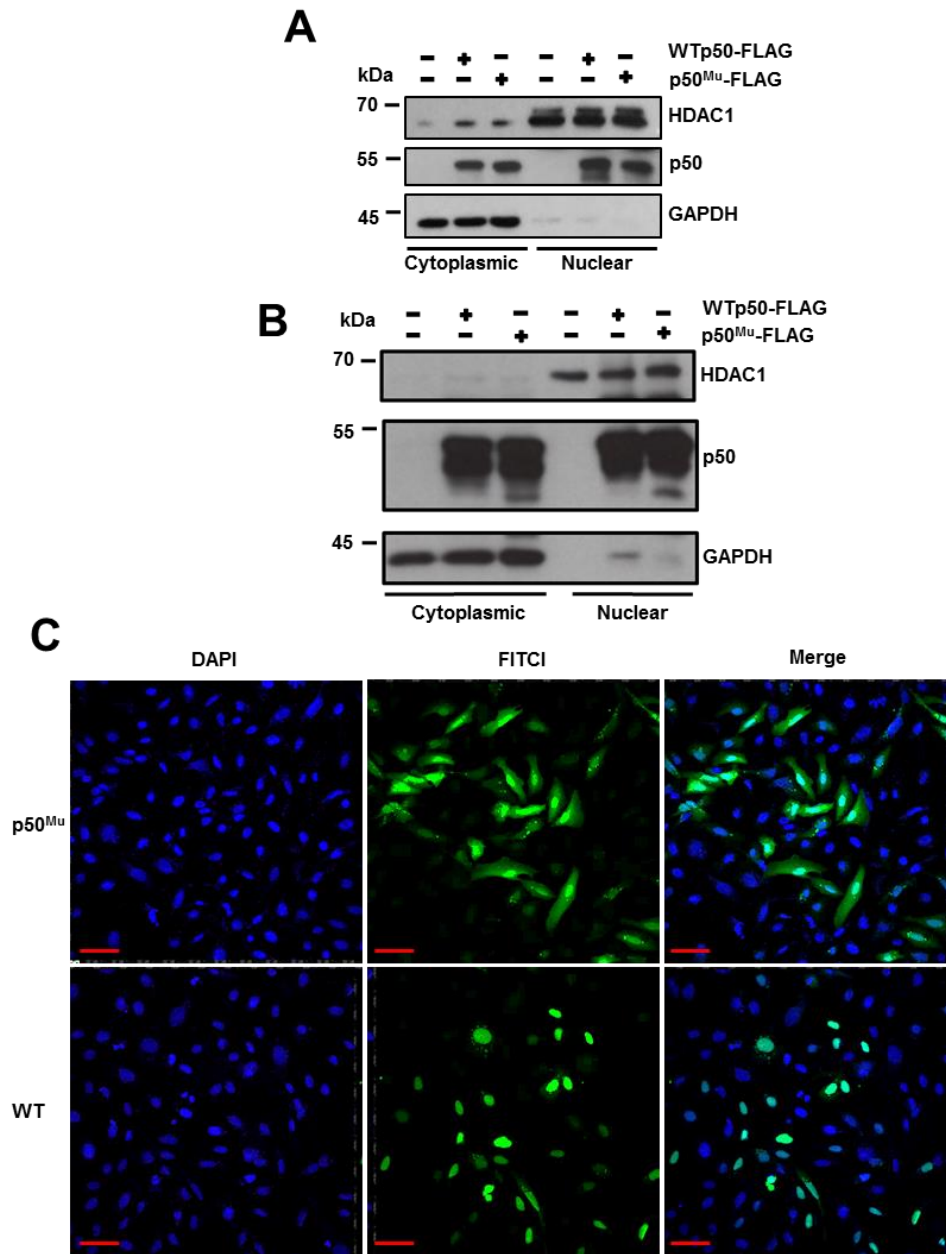 A
− + − − + − WTp50-FLAG
kDa − − + − − + p50ᴹᵘ-FLAG
70 HDAC1
55 p50
45 GAPDH
Cytoplasmic Nuclear
B
− + − − + − WTp50-FLAG
kDa − − + − − + p50ᴹᵘ-FLAG
70 HDAC1
55 p50
45 GAPDH
Cytoplasmic Nuclear
C
DAPI FITCI Merge
p50ᴹᵘ
WT